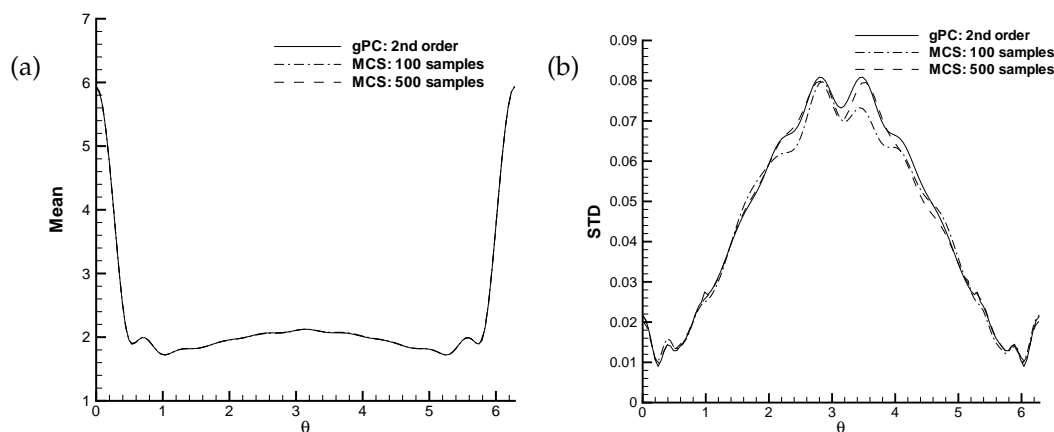 (a)
7
6
5
4
3
2
1
Mean
0 1 2 3 4 5 6
θ
gPC: 2nd order
MCS: 100 samples
MCS: 500 samples
(b)
0.09
0.08
0.07
0.06
0.05
0.04
0.03
0.02
0.01
0
STD
0 1 2 3 4 5 6
θ
gPC: 2nd order
MCS: 100 samples
MCS: 500 samples